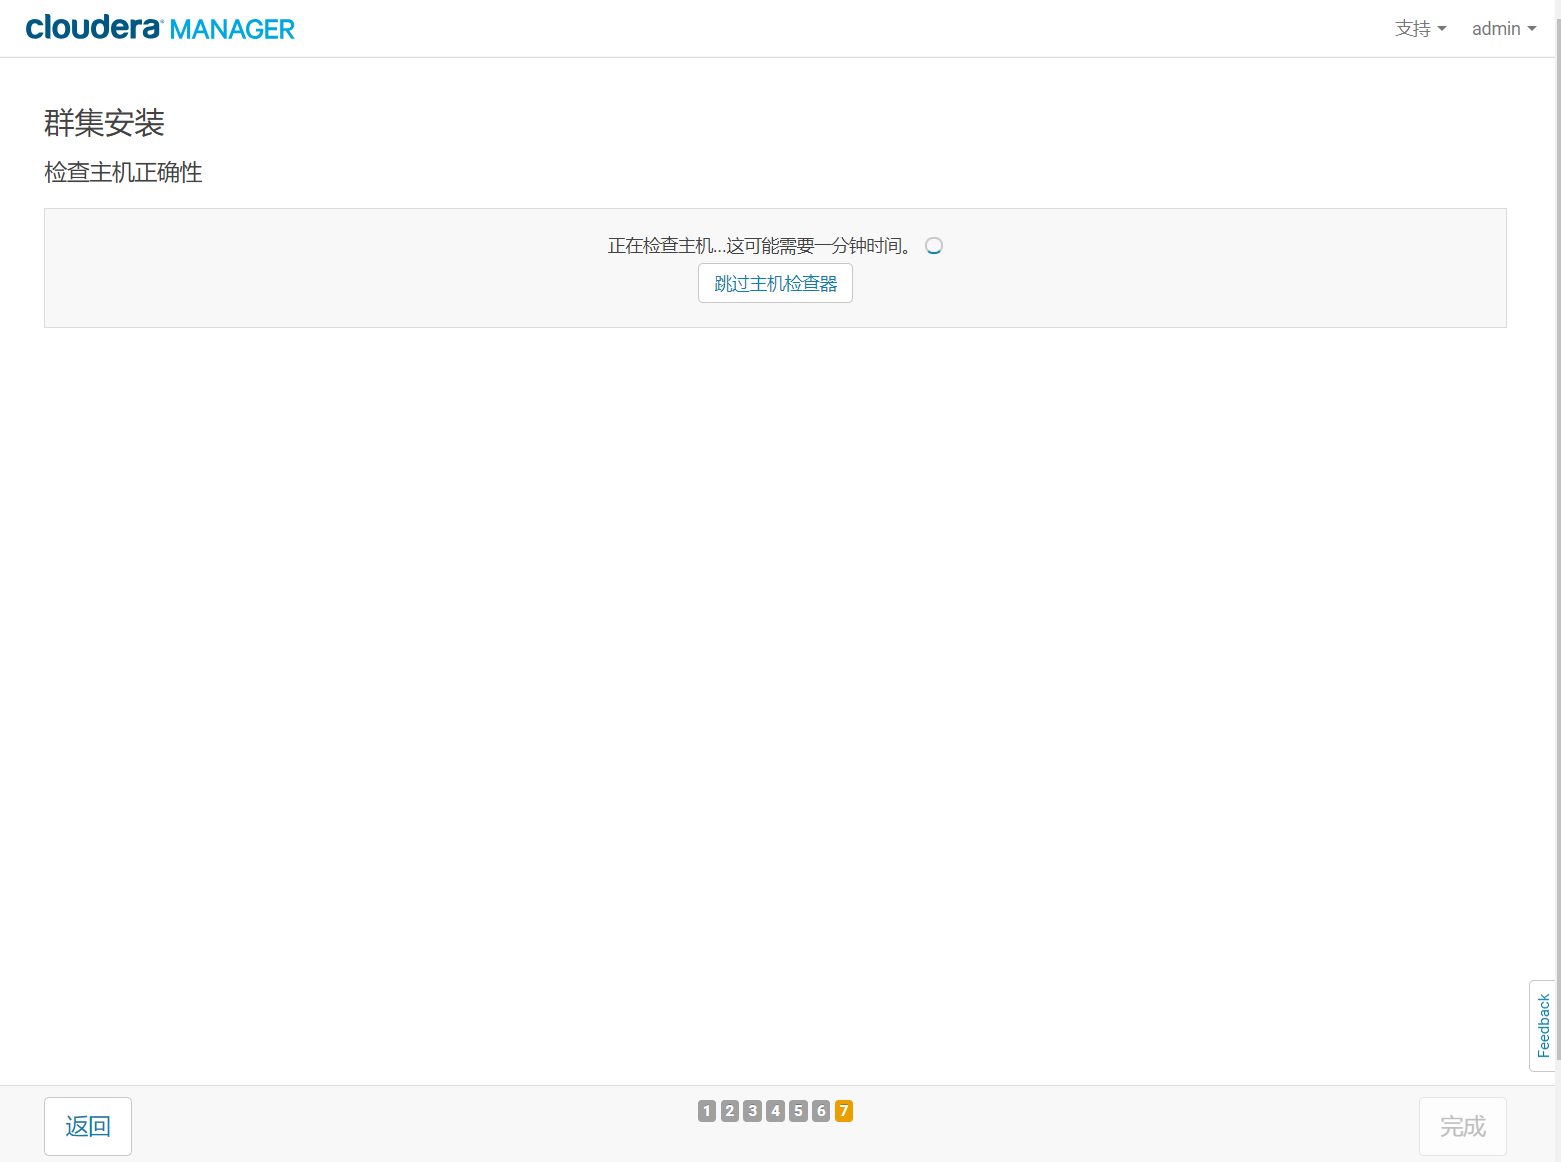 cloudera MANAGER
支持 admin
群集安装
检查主机正确性
正在检查主机...这可能需要一分钟时间。
跳过主机检查器
Feedback
返回 1 2 3 4 5 6 7 完成